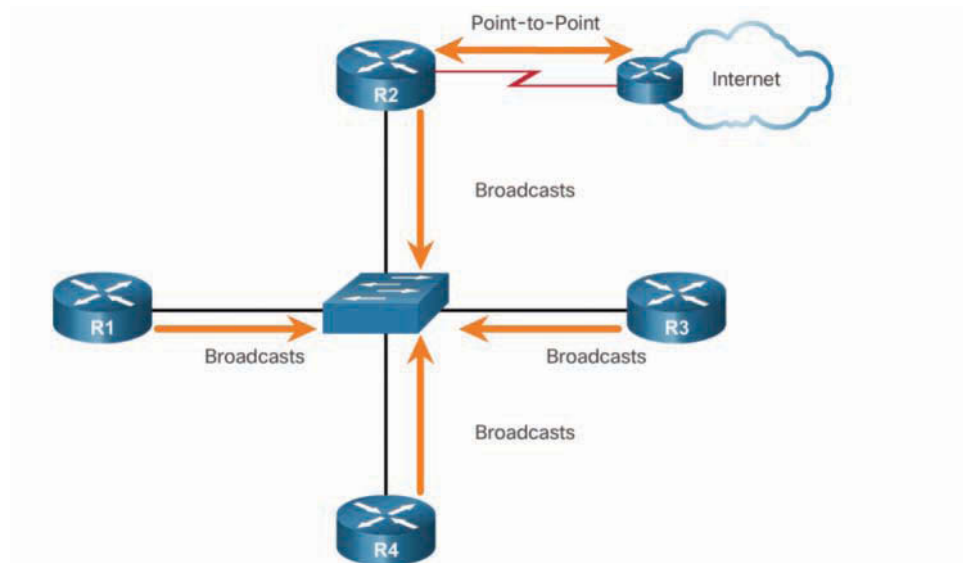 Point-to-Point
R2
Internet
Broadcasts
R1
R3
Broadcasts
Broadcasts
Broadcasts
R4